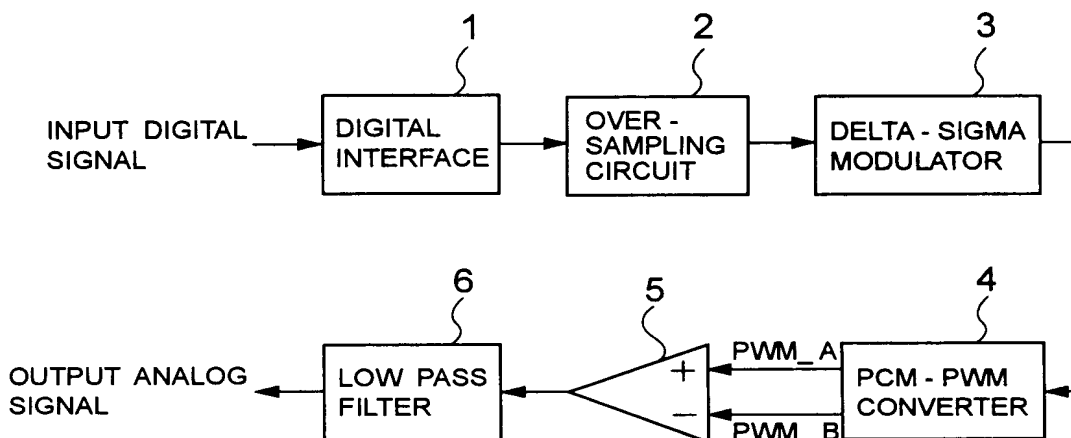 1
2
3
INPUT DIGITAL
SIGNAL
DIGITAL
INTERFACE
OVER -
SAMPLING
CIRCUIT
DELTA - SIGMA
MODULATOR
6
5
4
OUTPUT ANALOG
SIGNAL
LOW PASS
FILTER
+
−
PWM_A
PWM_B
PCM - PWM
CONVERTER